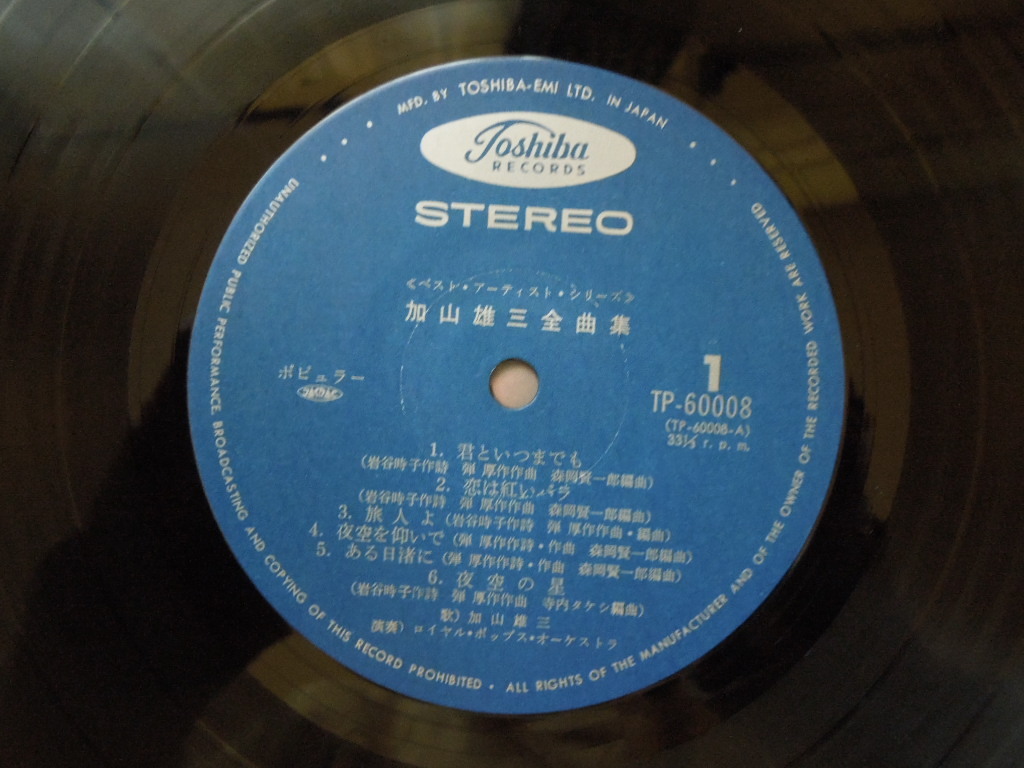 MFD. BY TOSHIBA-EMI LTD. IN JAPAN
Toshiba
RECORDS
STEREO
≪ベスト・アーティスト・シリーズ≫
加山雄三全曲集
ポピュラー
1
TP-60008
(TP-60008-A)
33⅓ r. p. m.
1. 君といつまでも
(岩谷時子作詩 弾 厚作作曲 森岡賢一郎編曲)
2. 恋は紅いバラ
(岩谷時子作詩 弾 厚作作曲 森岡賢一郎編曲)
3. 旅人よ (岩谷時子作詩 弾 厚作作曲・編曲)
4. 夜空を仰いで (弾 厚作作詩・作曲 森岡賢一郎編曲)
5. ある日渚に (弾 厚作作詩・作曲 森岡賢一郎編曲)
6. 夜空の星
(岩谷時子作詩 弾 厚作作曲 寺内タケシ編曲)
歌) 加山雄三
演奏) ロイヤル・ポップス・オーケストラ
UNAUTHORIZED PUBLIC PERFORMANCE, BROADCASTING AND COPYING OF THIS RECORD PROHIBITED • ALL RIGHTS OF THE MANUFACTURER AND OF THE OWNER OF THE RECORDED WORK ARE RESERVED